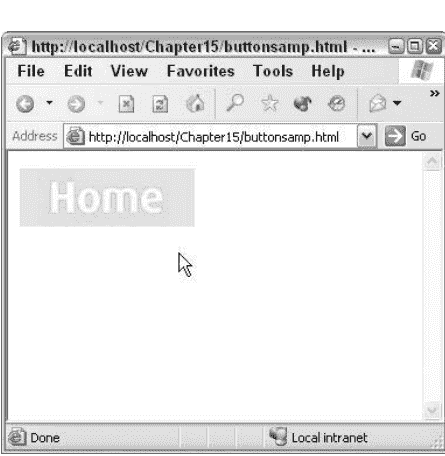 http://localhost/Chapter15/buttonsamp.html - ...
File Edit View Favorites Tools Help
»
Address http://localhost/Chapter15/buttonsamp.html Go
Home
Done Local intranet